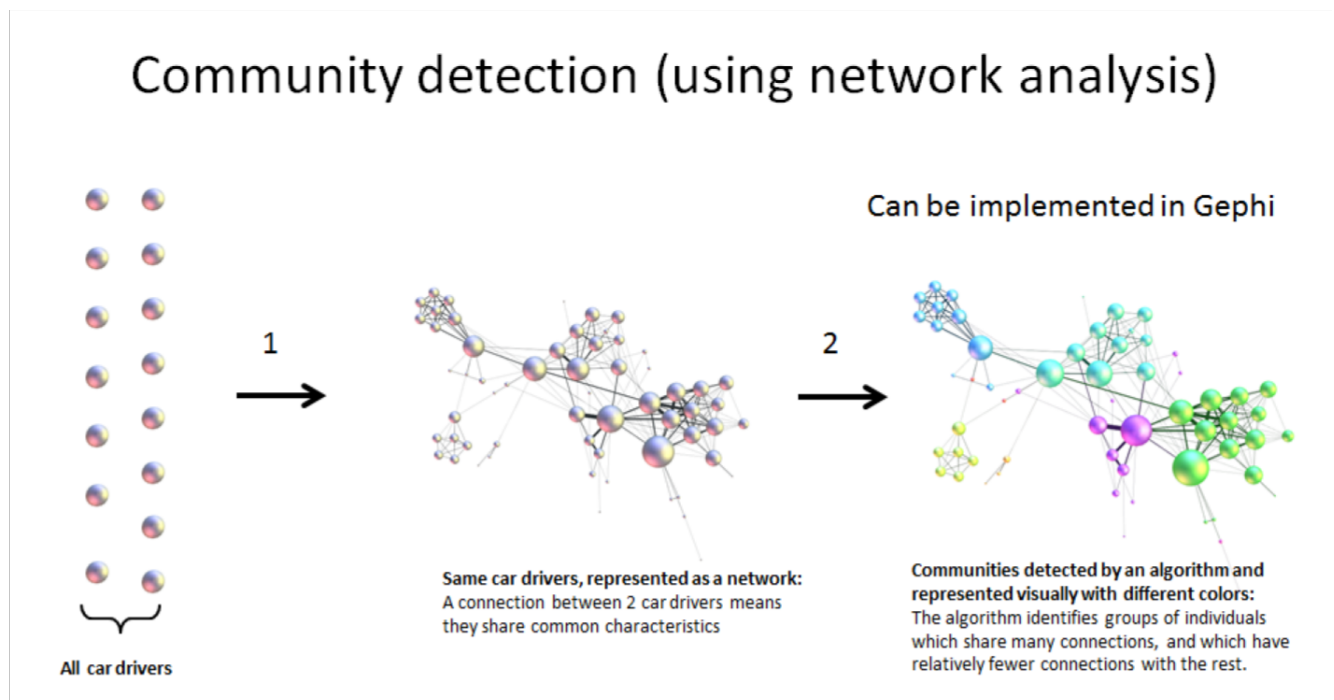 Community detection (using network analysis)
Can be implemented in Gephi
1
2
All car drivers
Same car drivers, represented as a network:
A connection between 2 car drivers means
they share common characteristics
Communities detected by an algorithm and
represented visually with different colors:
The algorithm identifies groups of individuals
which share many connections, and which have
relatively fewer connections with the rest.